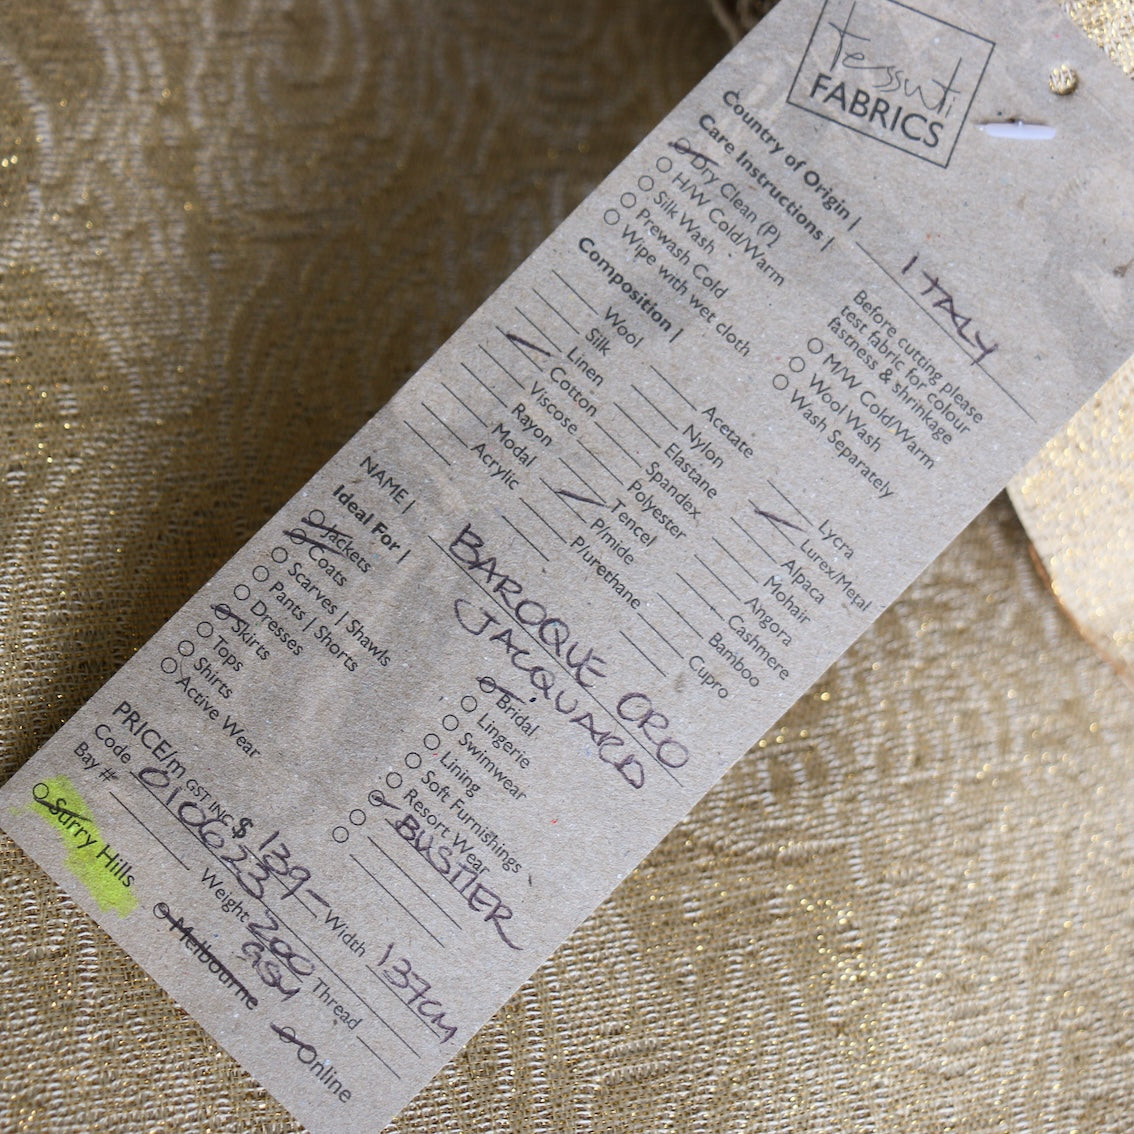 Tessuti
FABRICS
Country of Origin | ITALY
Care Instructions |
Dry Clean (P)
H/W Cold/Warm
Silk Wash
Prewash Cold
Wipe with wet cloth
Before cutting please
test fabric for colour
fastness & shrinkage
M/W Cold/Warm
Wool Wash
Wash Separately
Composition |
Wool
Silk
Linen
Cotton
Viscose
Rayon
Modal
Acrylic
Acetate
Nylon
Elastane
Spandex
Polyester
Tencel
P/mide
P/urethane
Lycra
Lurex/Metal
Alpaca
Mohair
Angora
Cashmere
Bamboo
Cupro
NAME | BAROQUE ORO
JACQUARD
Ideal For |
Jackets
Coats
Scarves | Shawls
Pants | Shorts
Dresses
Skirts
Tops
Shirts
Active Wear
Bridal
Lingerie
Swimwear
Lining
Soft Furnishings
Resort Wear
BUSTIER
PRICE/m GST INC $ 139- Width 137cm
Code 010623 Weight 200 GSM Thread
Bay #
Surry Hills Melbourne Online